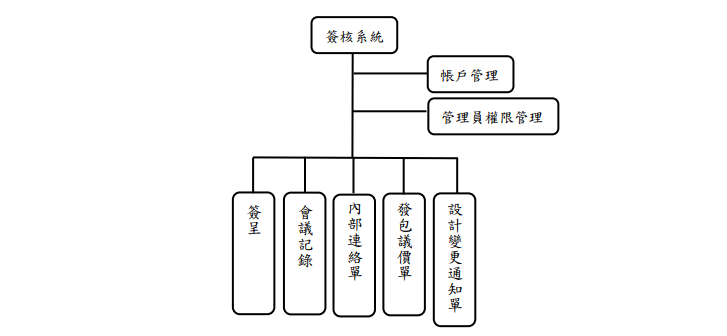 簽核系統
帳戶管理
管理員權限管理
簽呈
會議記錄
內部連絡單
發包議價單
設計變更通知單